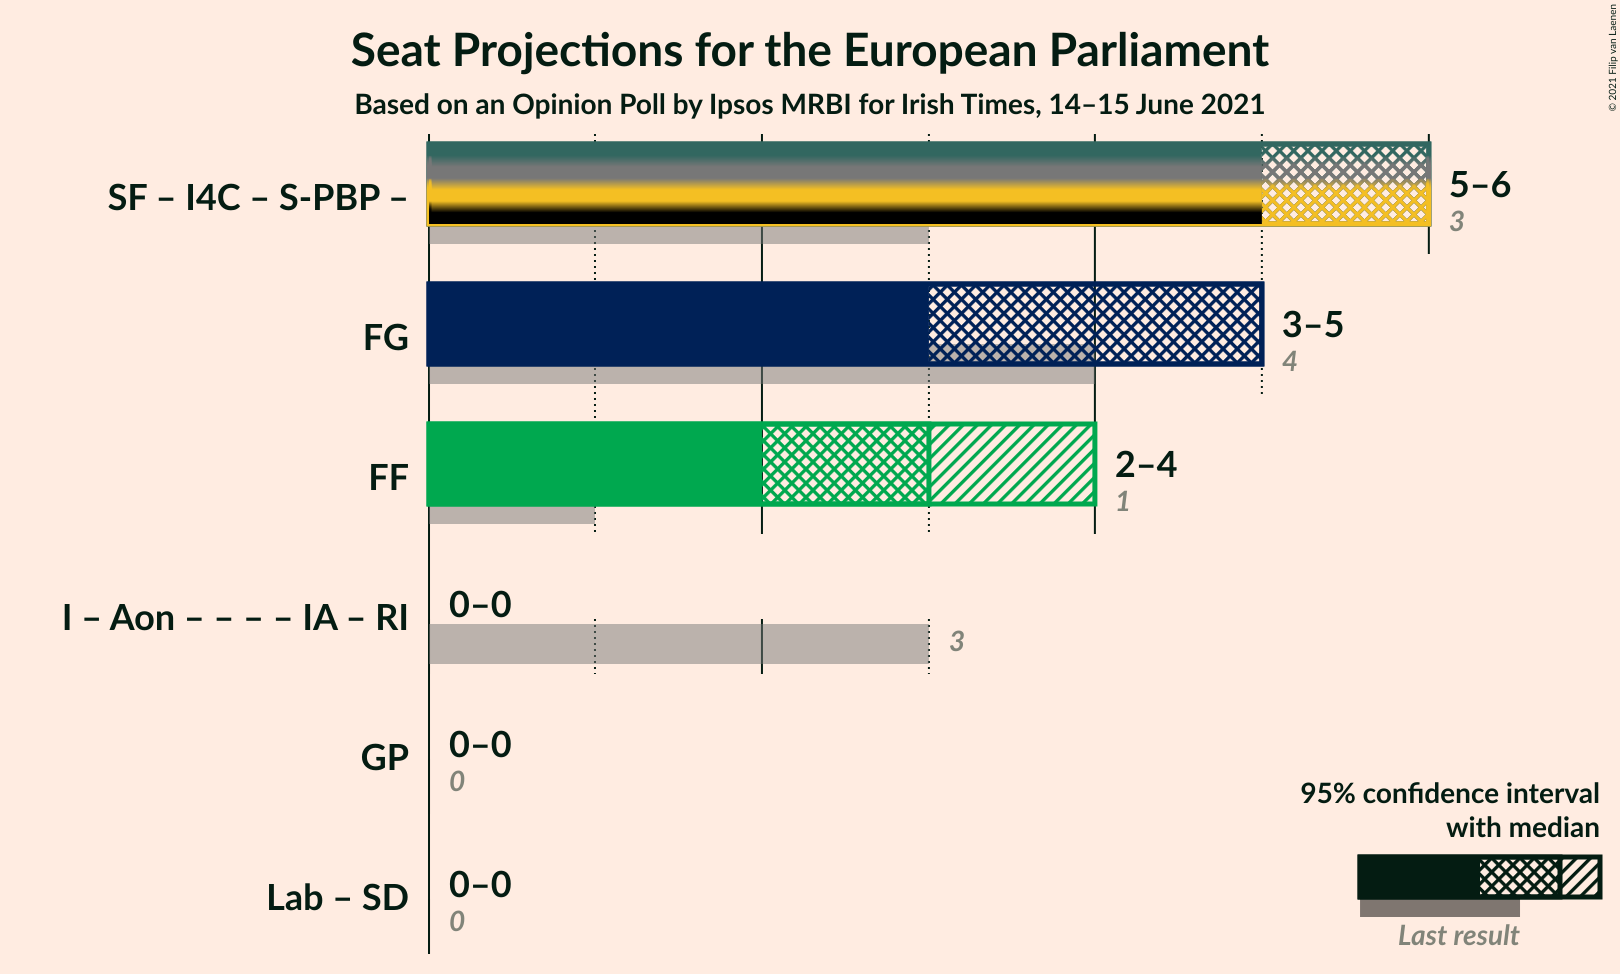 Seat Projections for the European Parliament
Based on an Opinion Poll by Ipsos MRBI for Irish Times, 14–15 June 2021
© 2021 Filip van Laenen
SF – I4C – S-PBP –
5–6
3
FG
3–5
4
FF
2–4
1
I – Aon – – – – IA – RI
0–0
3
GP
0–0
0
Lab – SD
0–0
0
95% confidence interval
with median
Last result